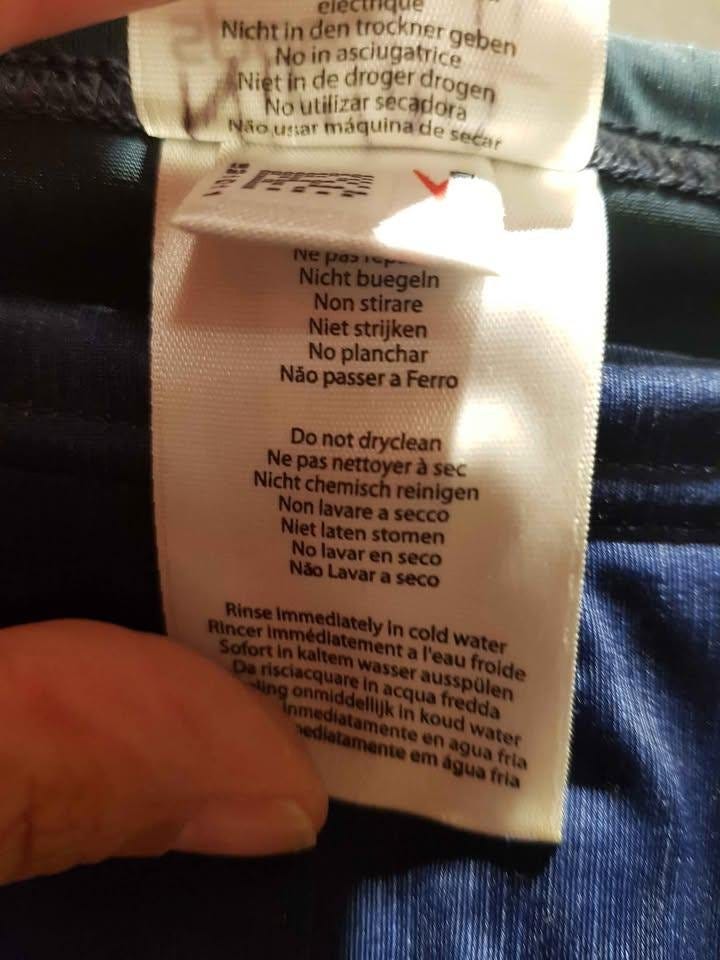 électrique
Nicht in den trockner geben
No in asciugatrice
Niet in de droger drogen
No utilizar secadora
Não usar máquina de secar
Ne pas
Nicht buegeln
Non stirare
Niet strijken
No planchar
Não passer a Ferro
Do not dryclean
Ne pas nettoyer à sec
Nicht chemisch reinigen
Non lavare a secco
Niet laten stomen
No lavar en seco
Não Lavar a seco
Rinse immediately in cold water
Rincer immédiatement a l'eau froide
Sofort in kaltem wasser ausspülen
Da risciacquare in acqua fredda
onmiddellijk in koud water
inmediatamente en agua fria
em água fria